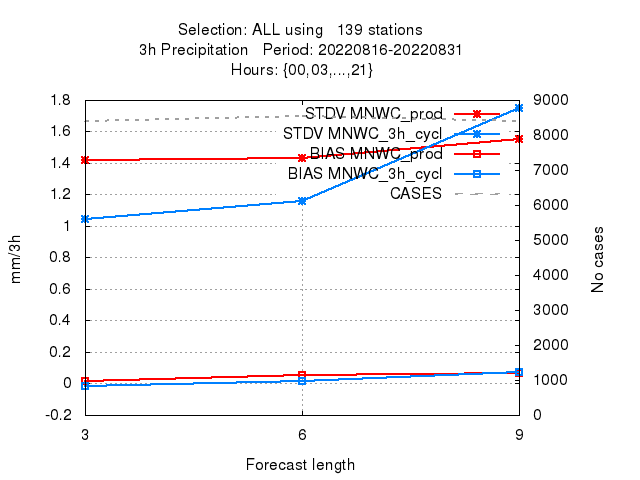 Selection: ALL using   139 stations
3h Precipitation   Period: 20220816-20220831
Hours: {00,03,...,21}
1.8
1.6
1.4
1.2
1
0.8
0.6
0.4
0.2
0
-0.2
mm/3h
STDV MNWC_prod
STDV MNWC_3h_cycl
BIAS MNWC_prod
BIAS MNWC_3h_cycl
CASES
9000
8000
7000
6000
5000
4000
3000
2000
1000
0
No cases
3 6 9
Forecast length